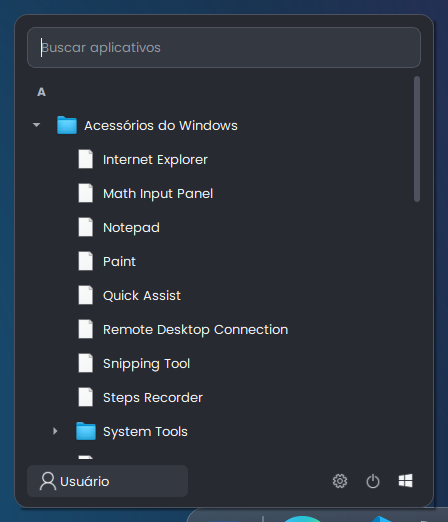 Buscar aplicativos
A
Acessórios do Windows
Internet Explorer
Math Input Panel
Notepad
Paint
Quick Assist
Remote Desktop Connection
Snipping Tool
Steps Recorder
System Tools
Usuário